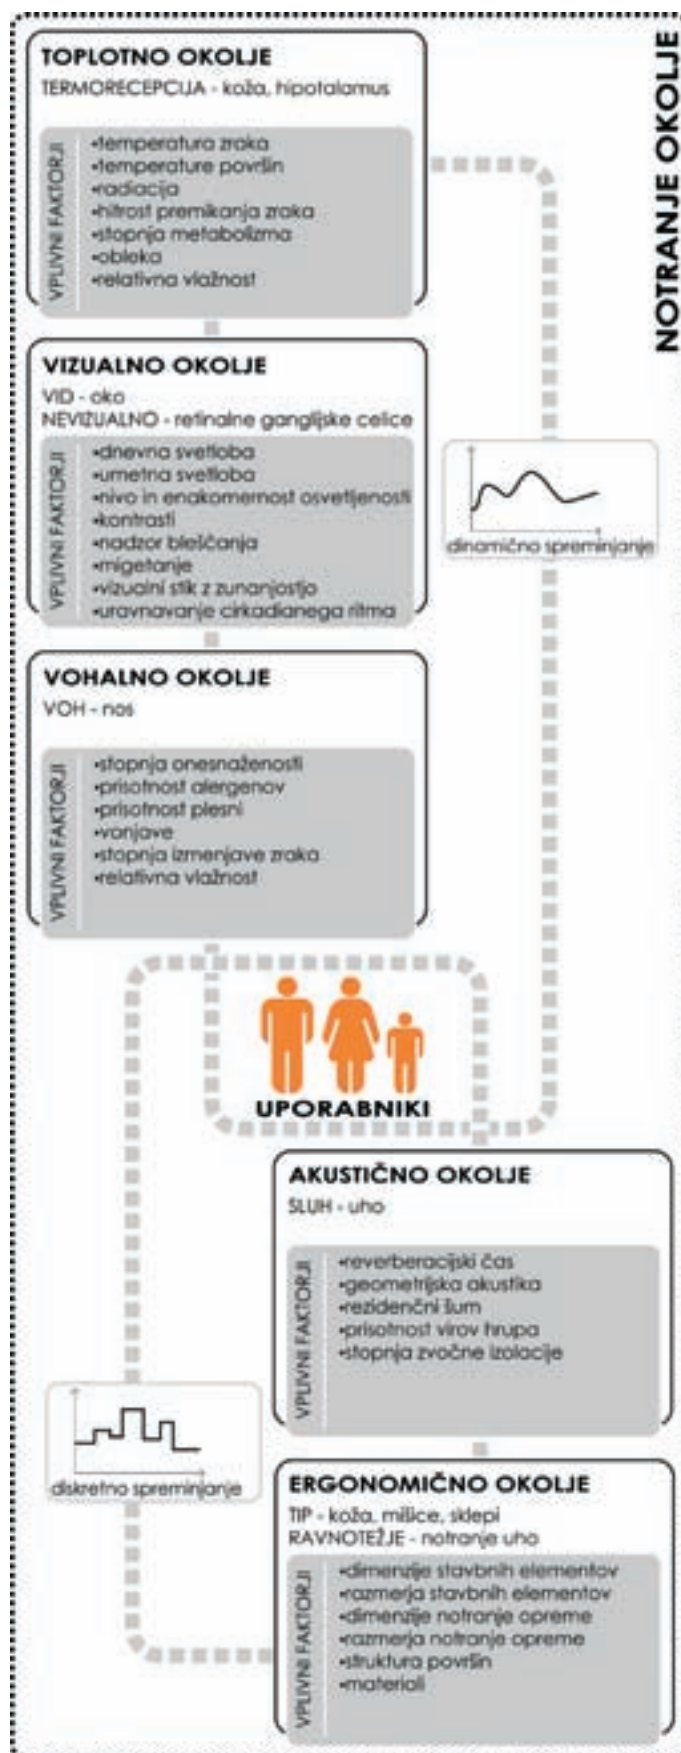 NOTRANJE OKOLJE
TOPLOTNO OKOLJE
TERMORECEPCIJA - koža, hipotalamus
VPLIVNI FAKTORJI
•temperatura zraka
•temperature površin
•radiacija
•hitrost premikanja zraka
•stopnja metabolizma
•obleka
•relativna vlažnost
VIZUALNO OKOLJE
VID - oko
NEVIZUALNO - retinalne ganglijske celice
VPLIVNI FAKTORJI
•dnevna svetloba
•umetna svetloba
•nivo in enakomernost osvetljenosti
•kontrasti
•nadzor bleščanja
•migetanje
•vizualni stik z zunanjostjo
•uravnavanje cirkadianega ritma
dinamično spreminjanje
VOHALNO OKOLJE
VOH - nos
VPLIVNI FAKTORJI
•stopnja onesnaženosti
•prisotnost alergenov
•prisotnost plesni
•vonjave
•stopnja izmenjave zraka
•relativna vlažnost
UPORABNIKI
AKUSTIČNO OKOLJE
SLUH - uho
VPLIVNI FAKTORJI
•reverberacijski čas
•geometrijska akustika
•rezidenčni šum
•prisotnost virov hrupa
•stopnja zvočne izolacije
diskretno spreminjanje
ERGONOMIČNO OKOLJE
TIP - koža, mišice, sklepi
RAVNOTEŽJE - notranje uho
VPLIVNI FAKTORJI
•dimenzije stavbnih elementov
•razmerja stavbnih elementov
•dimenzije notranje opreme
•razmerja notranje opreme
•struktura površin
•materiali